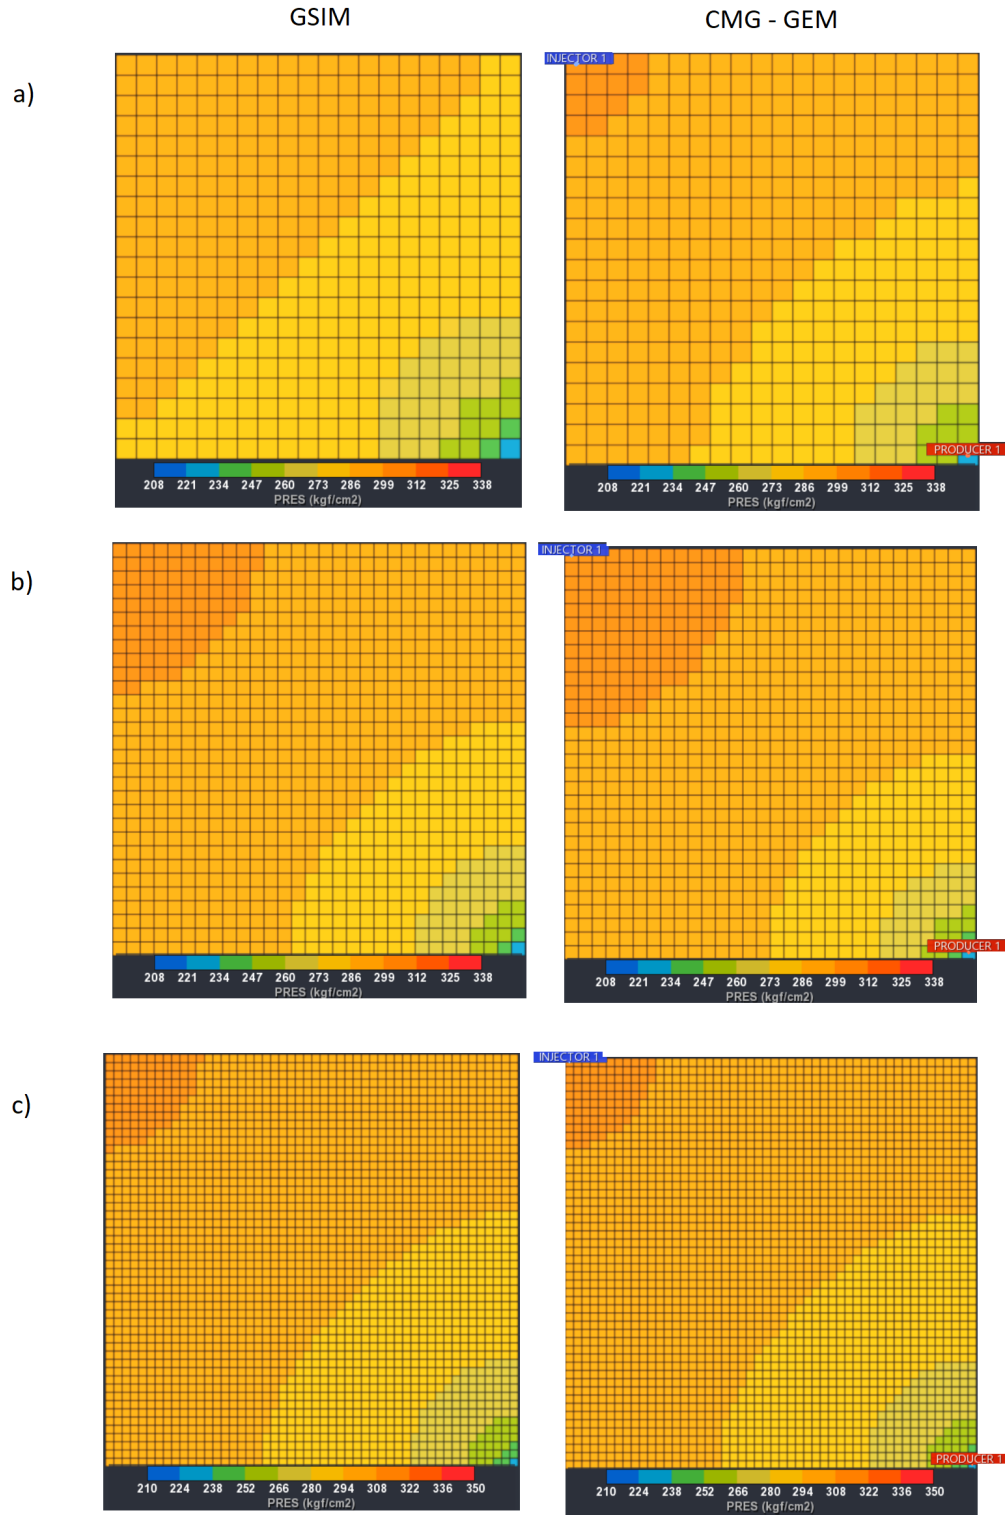 GSIM
CMG - GEM
a)
INJECTOR 1
PRODUCER 1
208 221 234 247 260 273 286 299 312 325 338
PRES (kgf/cm2)
208 221 234 247 260 273 286 299 312 325 338
PRES (kgf/cm2)
b)
INJECTOR 1
PRODUCER 1
208 221 234 247 260 273 286 299 312 325 338
PRES (kgf/cm2)
208 221 234 247 260 273 286 299 312 325 338
PRES (kgf/cm2)
c)
INJECTOR 1
PRODUCER 1
210 224 238 252 266 280 294 308 322 336 350
PRES (kgf/cm2)
210 224 238 252 266 280 294 308 322 336 350
PRES (kgf/cm2)